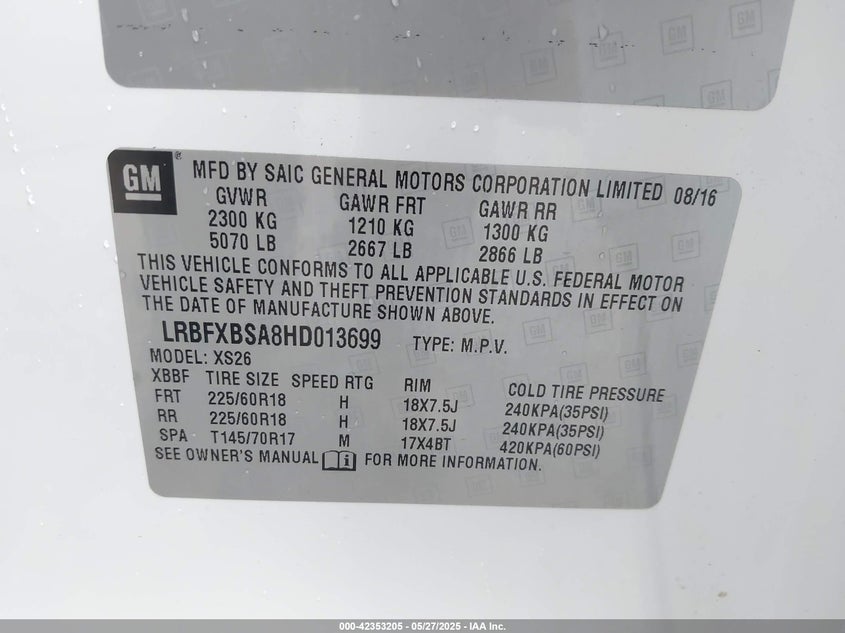 GM
® MFD BY SAIC GENERAL MOTORS CORPORATION LIMITED 08/16
GVWR GAWR FRT GAWR RR
2300 KG 1210 KG 1300 KG
5070 LB 2667 LB 2866 LB
THIS VEHICLE CONFORMS TO ALL APPLICABLE U.S. FEDERAL MOTOR
VEHICLE SAFETY AND THEFT PREVENTION STANDARDS IN EFFECT ON
THE DATE OF MANUFACTURE SHOWN ABOVE.
LRBFXBSA8HD013699 TYPE: M.P.V.
MODEL: XS26
XBBF TIRE SIZE SPEED RTG RIM COLD TIRE PRESSURE
FRT 225/60R18 H 18X7.5J 240KPA(35PSI)
RR 225/60R18 H 18X7.5J 240KPA(35PSI)
SPA T145/70R17 M 17X4BT 420KPA(60PSI)
SEE OWNER'S MANUAL FOR MORE INFORMATION.
000-42353205 - 05/27/2025 - IAA Inc.